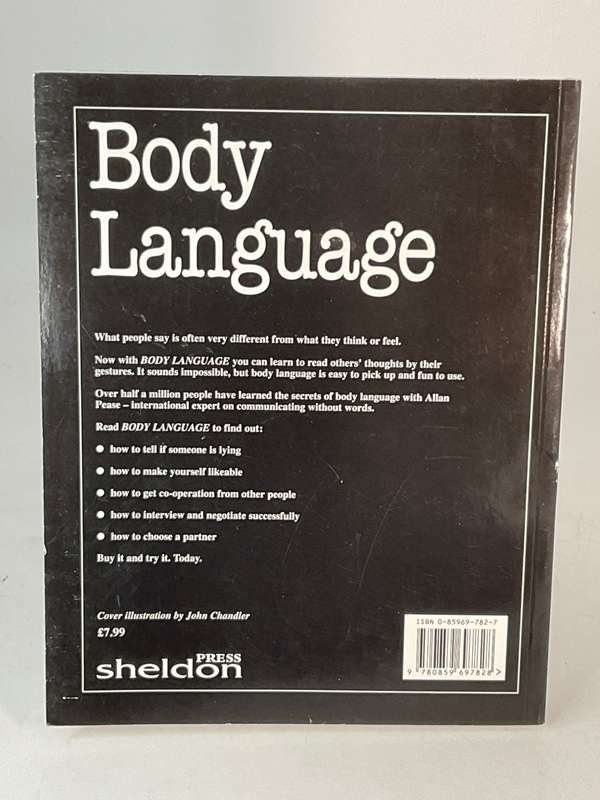 Body
Language
What people say is often very different from what they think or feel.
Now with BODY LANGUAGE you can learn to read others' thoughts by their
gestures. It sounds impossible, but body language is easy to pick up and fun to use.
Over half a million people have learned the secrets of body language with Allan
Pease – international expert on communicating without words.
Read BODY LANGUAGE to find out:
● how to tell if someone is lying
● how to make yourself likeable
● how to get co-operation from other people
● how to interview and negotiate successfully
● how to choose a partner
Buy it and try it. Today.
Cover illustration by John Chandler
£7.99
PRESS
sheldon
ISBN 0-85969-782-7
9 780859 697828 >